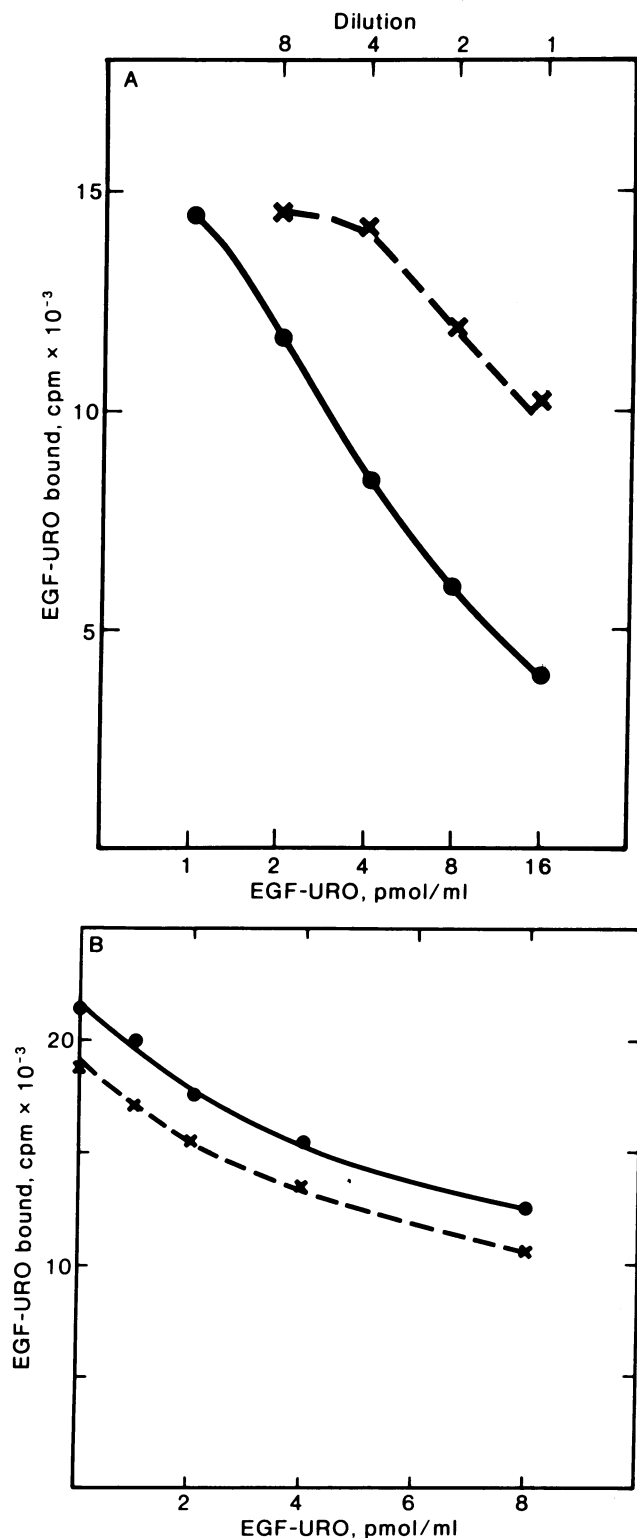 Dilution
8 4 2 1
A
15
10
5
EGF-URO bound, cpm × 10⁻³
1 2 4 8 16
EGF-URO, pmol/ml
B
20
10
EGF-URO bound, cpm × 10⁻³
2 4 6 8
EGF-URO, pmol/ml